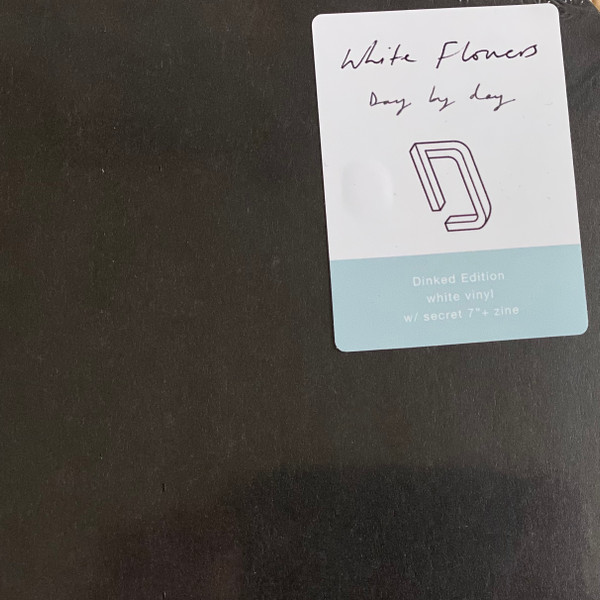 White Flowers
Day by day
Dinked Edition
white vinyl
w/ secret 7"+ zine